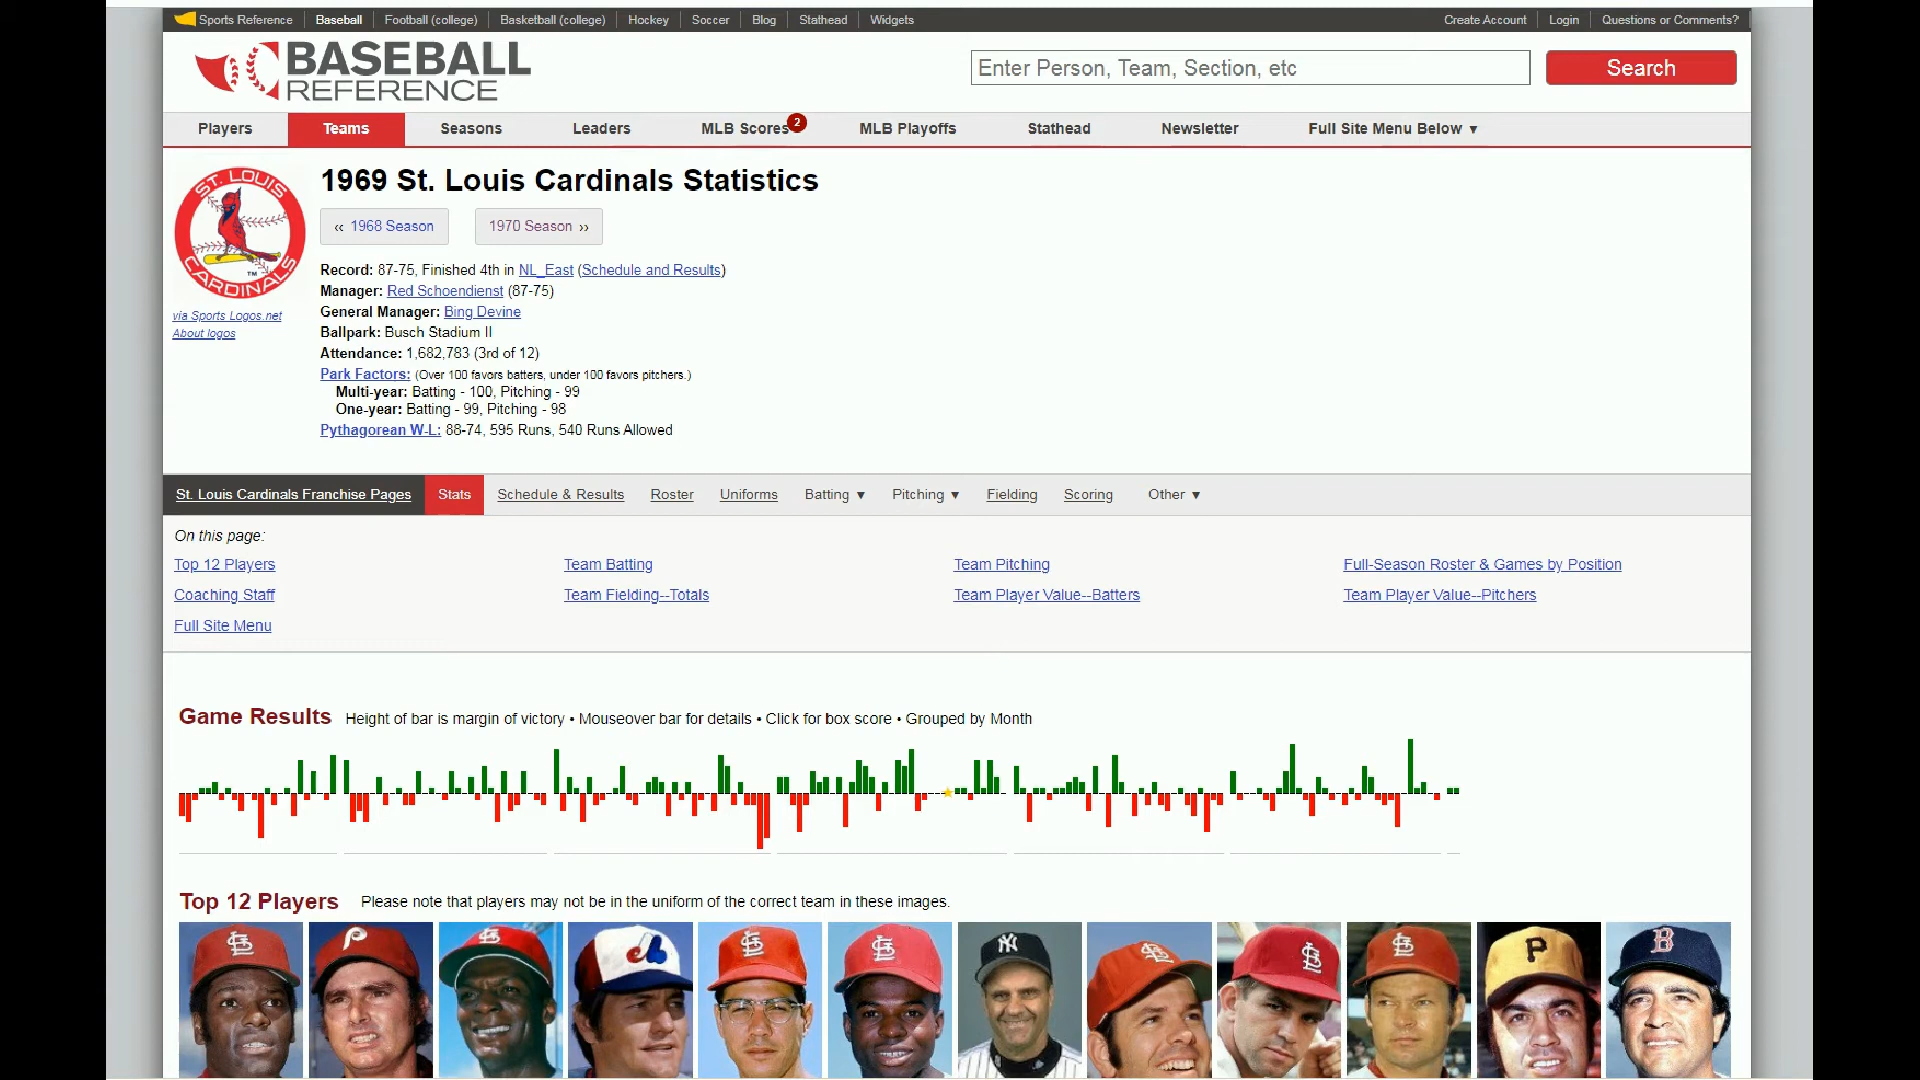 Sports Reference Baseball Football (college) Basketball (college) Hockey Soccer Blog Stathead Widgets Create Account Login Questions or Comments?
BASEBALL
REFERENCE
Enter Person, Team, Section, etc Search
Players Teams Seasons Leaders MLB Scores 2 MLB Playoffs Stathead Newsletter Full Site Menu Below ▼
ST. LOUIS
CARDINALS
TM
via Sports Logos.net
About logos
1969 St. Louis Cardinals Statistics
‹‹ 1968 Season 1970 Season ››
Record: 87-75, Finished 4th in NL_East (Schedule and Results)
Manager: Red Schoendienst (87-75)
General Manager: Bing Devine
Ballpark: Busch Stadium II
Attendance: 1,682,783 (3rd of 12)
Park Factors: (Over 100 favors batters, under 100 favors pitchers.)
Multi-year: Batting - 100, Pitching - 99
One-year: Batting - 99, Pitching - 98
Pythagorean W-L: 88-74, 595 Runs, 540 Runs Allowed
St. Louis Cardinals Franchise Pages Stats Schedule & Results Roster Uniforms Batting ▼ Pitching ▼ Fielding Scoring Other ▼
On this page:
Top 12 Players Team Batting Team Pitching Full-Season Roster & Games by Position
Coaching Staff Team Fielding--Totals Team Player Value--Batters Team Player Value--Pitchers
Full Site Menu
Game Results Height of bar is margin of victory • Mouseover bar for details • Click for box score • Grouped by Month
Top 12 Players Please note that players may not be in the uniform of the correct team in these images.